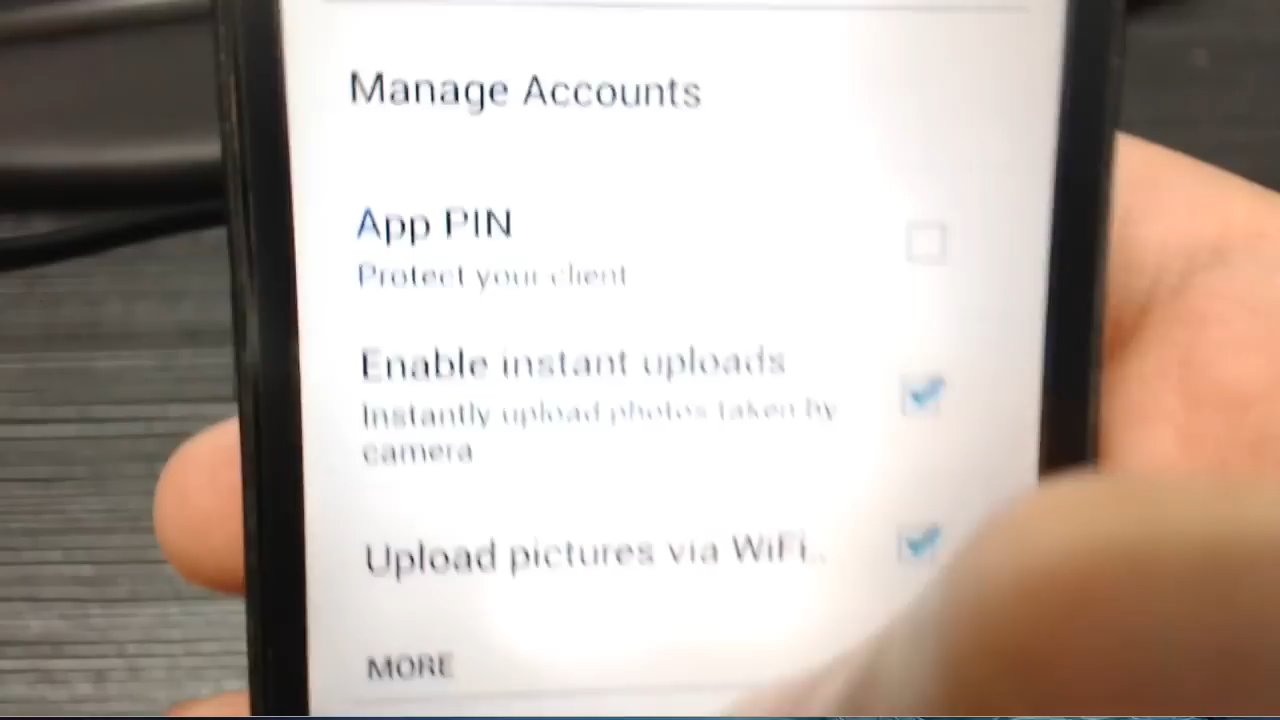 Manage Accounts
App PIN
Protect your client
Enable instant uploads
Instantly upload photos taken by
camera
Upload pictures via WiFi..
MORE